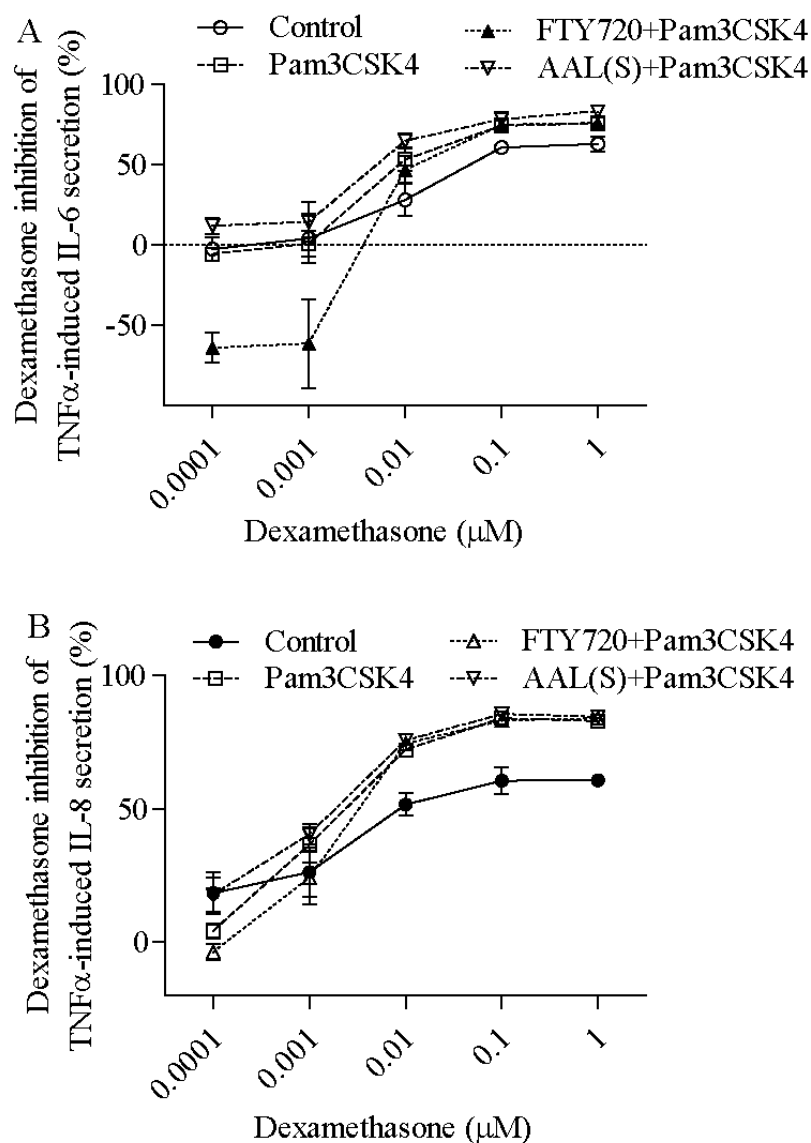 A
Control
FTY720+Pam3CSK4
Pam3CSK4
AAL(S)+Pam3CSK4
Dexamethasone inhibition of
TNFα-induced IL-6 secretion (%)
100
50
0
-50
0.0001
0.001
0.01
0.1
1
Dexamethasone (μM)
B
Control
FTY720+Pam3CSK4
Pam3CSK4
AAL(S)+Pam3CSK4
Dexamethasone inhibition of
TNFα-induced IL-8 secretion (%)
100
50
0
0.0001
0.001
0.01
0.1
1
Dexamethasone (μM)